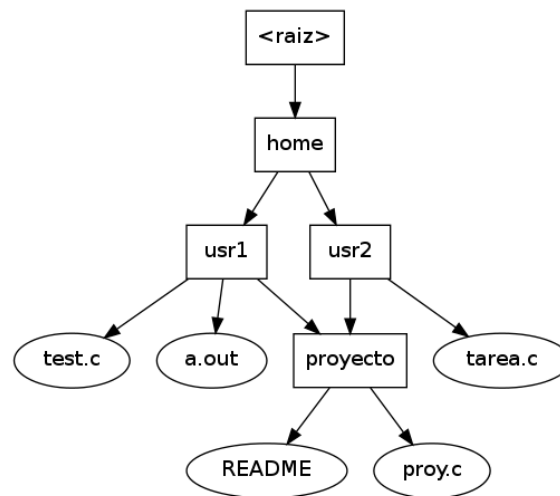 <raiz>
home
usr1 usr2
test.c a.out proyecto tarea.c
README proy.c